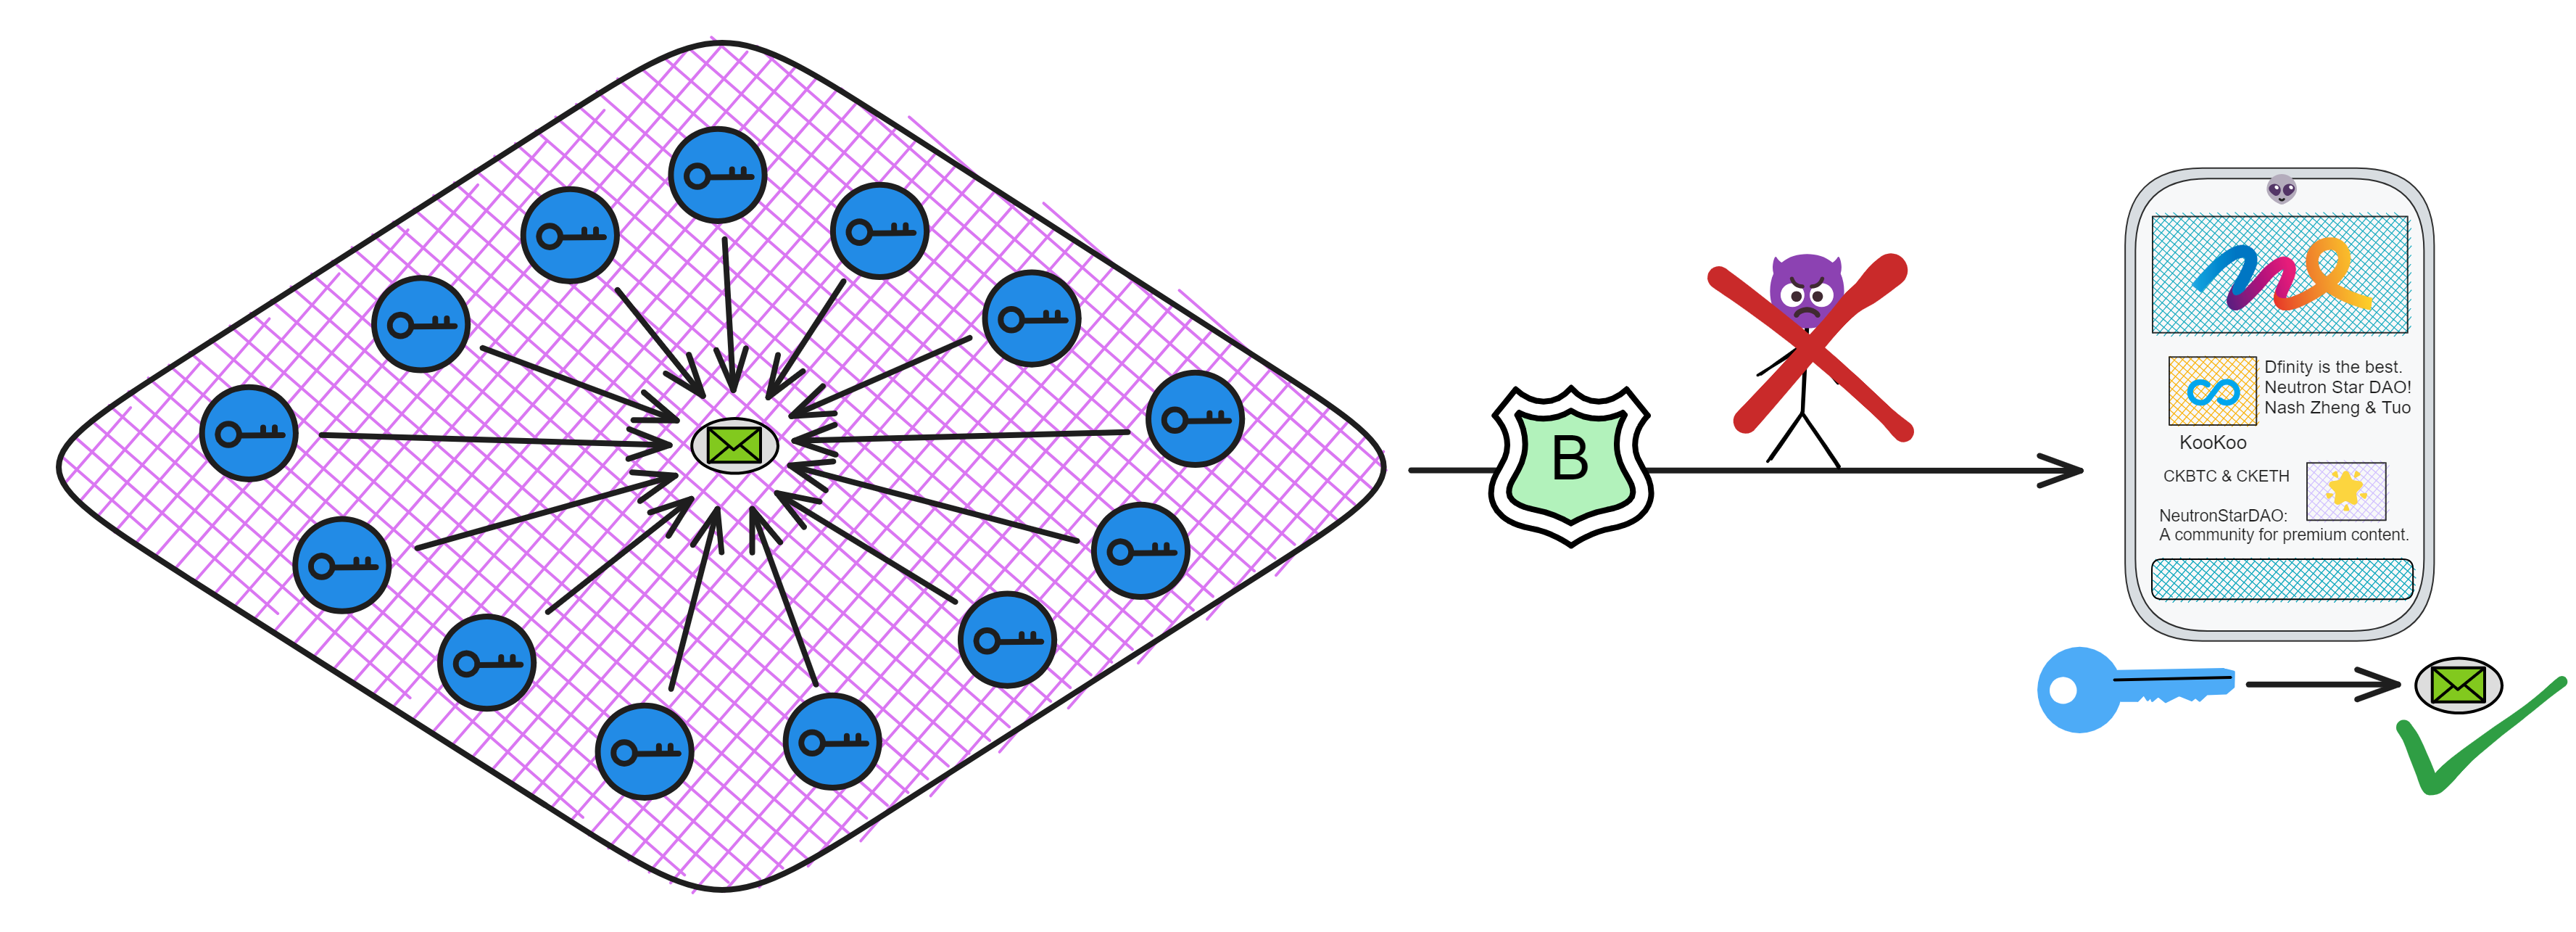 B
Dfinity is the best.
Neutron Star DAO!
Nash Zheng & Tuo
KooKoo
CKBTC & CKETH
NeutronStarDAO:
A community for premium content.